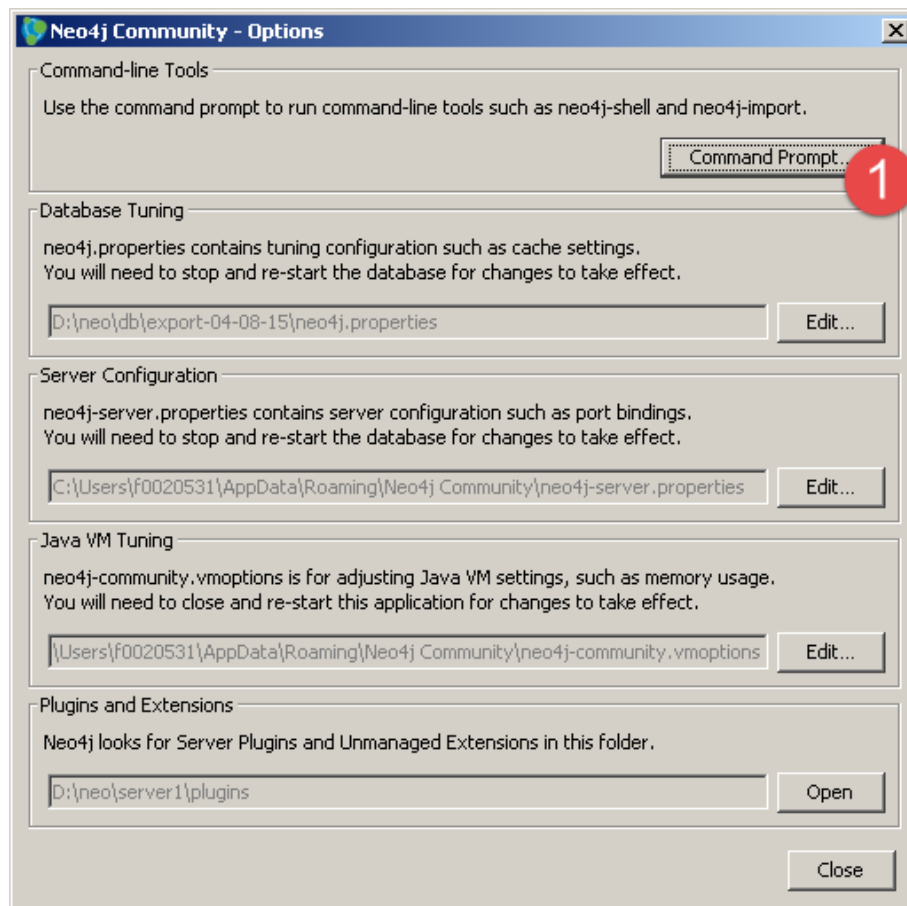 Neo4j Community - Options
Command-line Tools
Use the command prompt to run command-line tools such as neo4j-shell and neo4j-import.
Command Prompt...
1
Database Tuning
neo4j.properties contains tuning configuration such as cache settings.
You will need to stop and re-start the database for changes to take effect.
D:\neo\db\export-04-08-15\neo4j.properties
Edit...
Server Configuration
neo4j-server.properties contains server configuration such as port bindings.
You will need to stop and re-start the database for changes to take effect.
C:\Users\f0020531\AppData\Roaming\Neo4j Community\neo4j-server.properties
Edit...
Java VM Tuning
neo4j-community.vmoptions is for adjusting Java VM settings, such as memory usage.
You will need to close and re-start this application for changes to take effect.
\Users\f0020531\AppData\Roaming\Neo4j Community\neo4j-community.vmoptions
Edit...
Plugins and Extensions
Neo4j looks for Server Plugins and Unmanaged Extensions in this folder.
D:\neo\server1\plugins
Open
Close